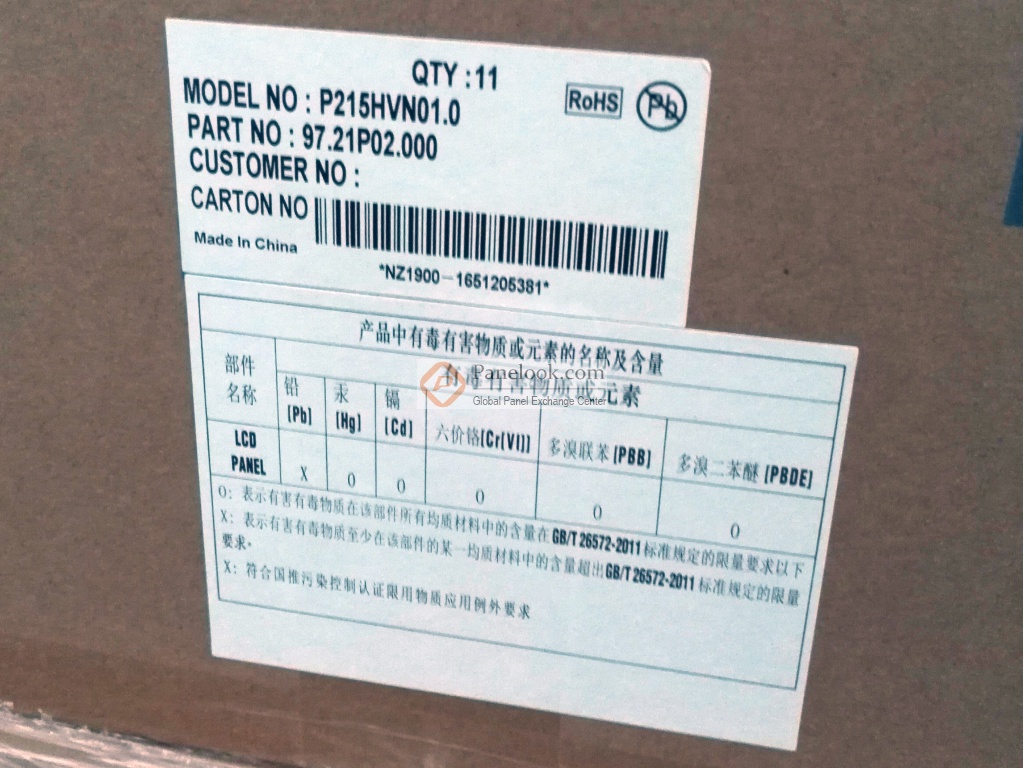 QTY : 11
MODEL NO : P215HVN01.0
PART NO : 97.21P02.000
CUSTOMER NO :
CARTON NO
Made In China
*NZ1900-1651205381*
RoHS
Pb
产品中有毒有害物质或元素的名称及含量
部件名称
有毒有害物质或元素
Panelook.com
Global Panel Exchange Center
铅 [Pb]
汞 [Hg]
镉 [Cd]
六价铬[Cr[VI]]
多溴联苯[PBB]
多溴二苯醚[PBDE]
LCD PANEL
X O O O O O
O: 表示有害有毒物质在该部件所有均质材料中的含量在GB/T 26572-2011标准规定的限量要求以下
X: 表示有害有毒物质至少在该部件的某一均质材料中的含量超出GB/T 26572-2011标准规定的限量
要求。
X: 符合国推污染控制认证限用物质应用例外要求